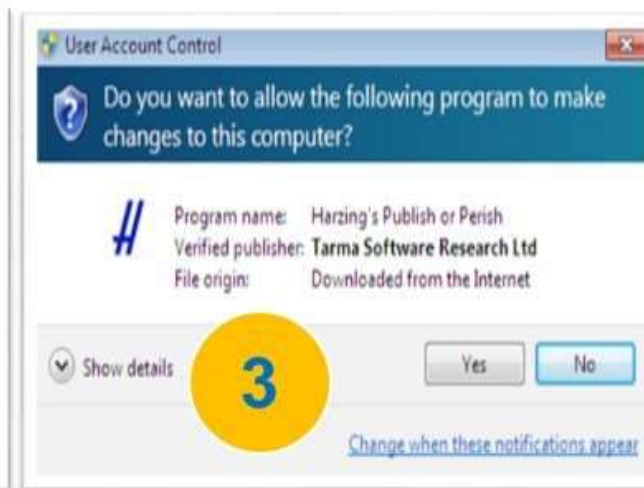 User Account Control
Do you want to allow the following program to make
changes to this computer?
H
Program name: Harzing's Publish or Perish
Verified publisher: Tarma Software Research Ltd
File origin: Downloaded from the Internet
Show details
3
Yes
No
Change when these notifications appear